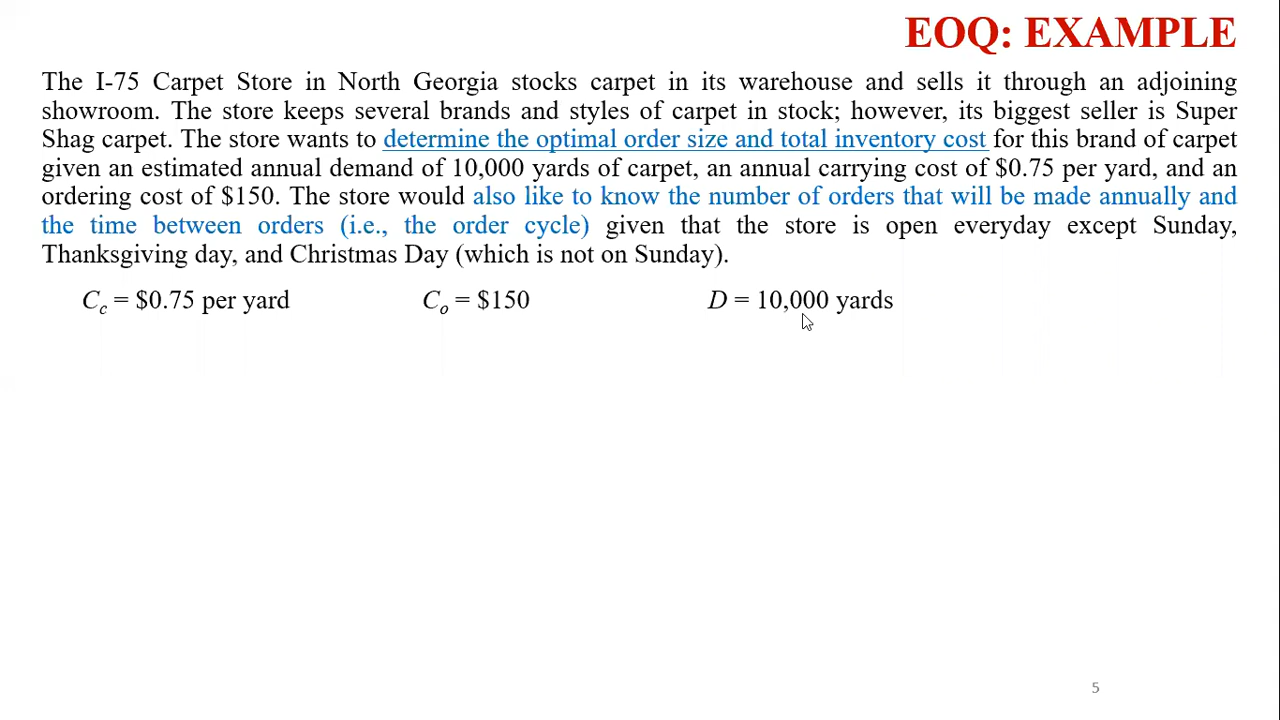 EOQ: EXAMPLE
The I-75 Carpet Store in North Georgia stocks carpet in its warehouse and sells it through an adjoining
showroom. The store keeps several brands and styles of carpet in stock; however, its biggest seller is Super
Shag carpet. The store wants to determine the optimal order size and total inventory cost for this brand of carpet
given an estimated annual demand of 10,000 yards of carpet, an annual carrying cost of $0.75 per yard, and an
ordering cost of $150. The store would also like to know the number of orders that will be made annually and
the time between orders (i.e., the order cycle) given that the store is open everyday except Sunday,
Thanksgiving day, and Christmas Day (which is not on Sunday).
Cc = $0.75 per yard Co = $150 D = 10,000 yards
5